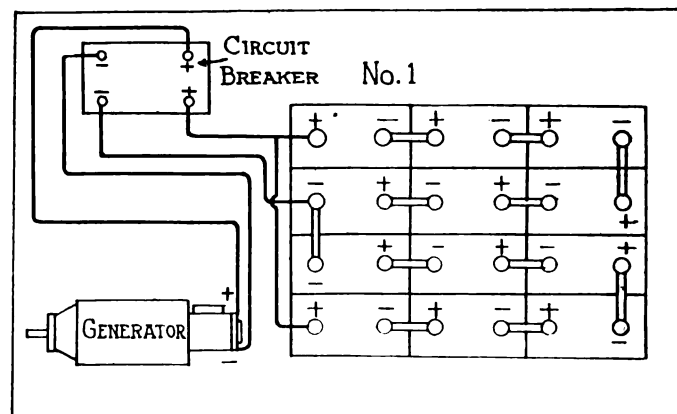 CIRCUIT
BREAKER
− +
− +
No.1
+ − + − + −
− + − + − +
− + − + − +
+ − + − + −
+
GENERATOR
−